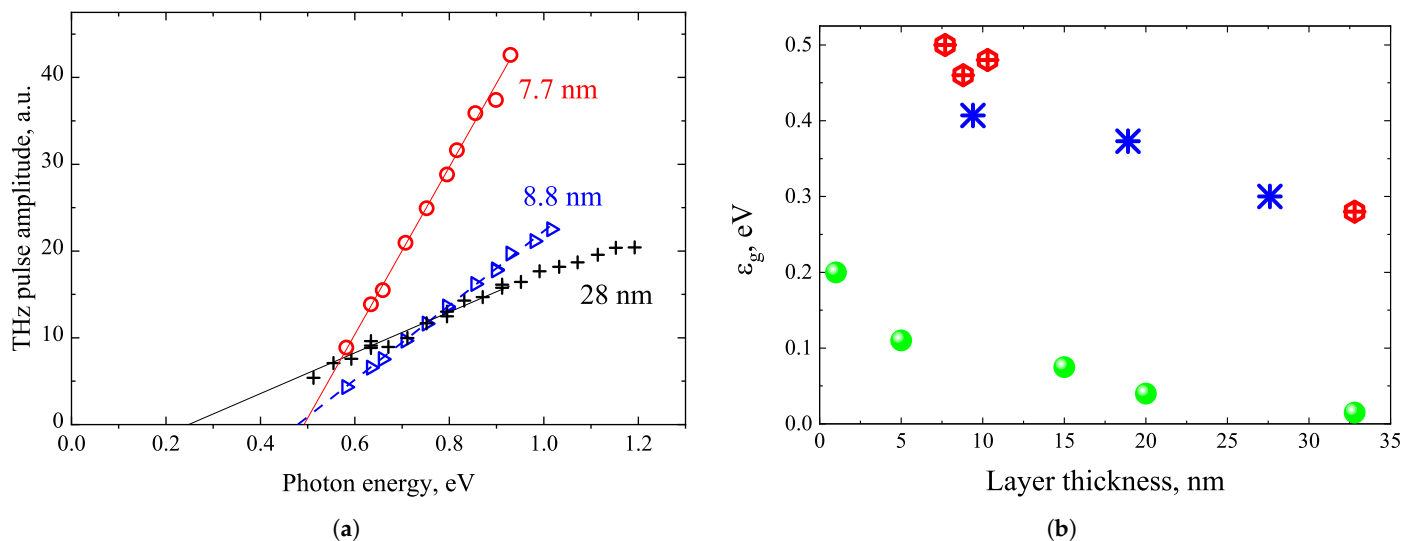 THz pulse amplitude, a.u.
40
30
20
10
0
7.7 nm
8.8 nm
28 nm
0.0 0.2 0.4 0.6 0.8 1.0 1.2
Photon energy, eV
(a)
εg, eV
0.5
0.4
0.3
0.2
0.1
0.0
0 5 10 15 20 25 30 35
Layer thickness, nm
(b)